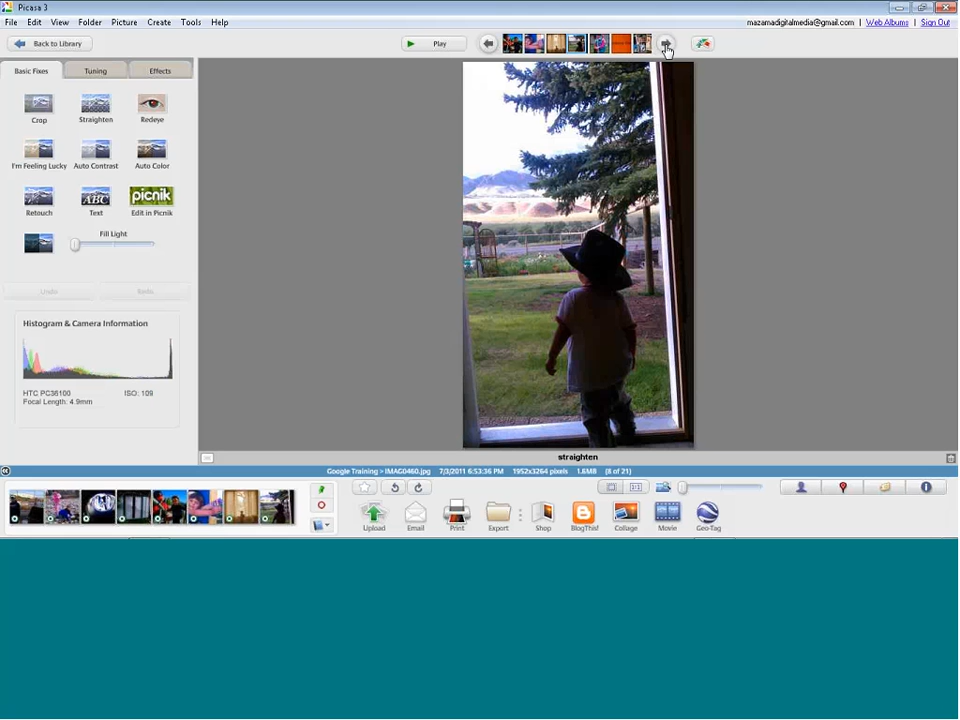 Picasa 3
File Edit View Folder Picture Create Tools Help
mazamadigitalmedia@gmail.com | Web Albums | Sign Out
Back to Library
Play
Basic Fixes
Tuning
Effects
Crop
Straighten
Redeye
I'm Feeling Lucky
Auto Contrast
Auto Color
ABC
picnik
Retouch
Text
Edit in Picnik
Fill Light
Undo
Redo
Histogram & Camera Information
HTC PC36100
ISO: 109
Focal Length: 4.9mm
straighten
Google Training > IMAG0460.jpg 7/3/2011 6:53:36 PM 1952x3264 pixels 1.6MB (8 of 21)
1:1
Upload
Email
Print
Export
Shop
BlogThis!
Collage
Movie
Geo-Tag